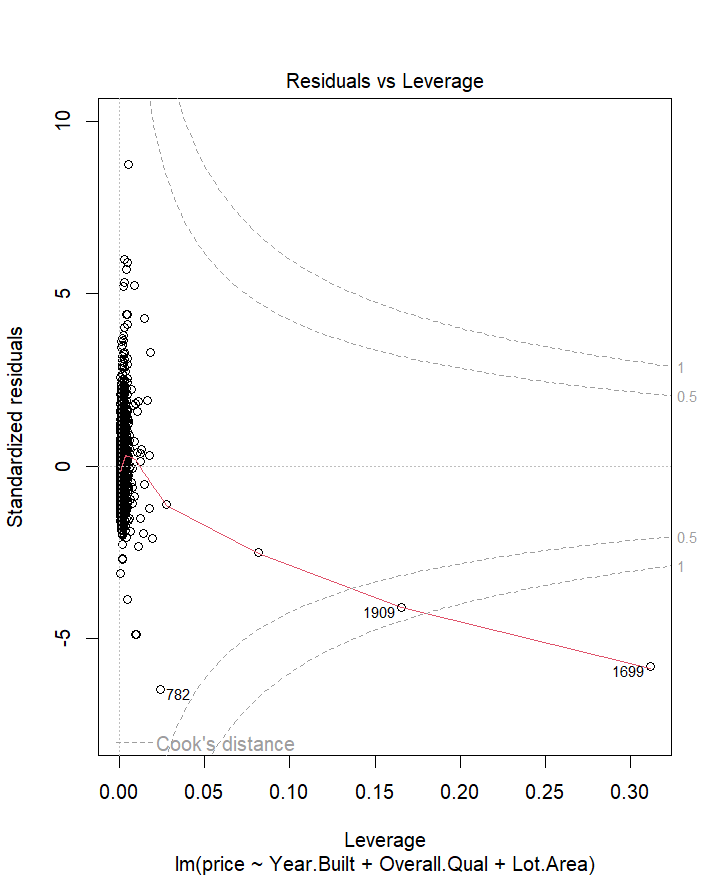 Residuals vs Leverage
Standardized residuals
10
5
0
-5
1
0.5
0.5
1
1909
1699
782
Cook's distance
0.00 0.05 0.10 0.15 0.20 0.25 0.30
Leverage
lm(price ~ Year.Built + Overall.Qual + Lot.Area)